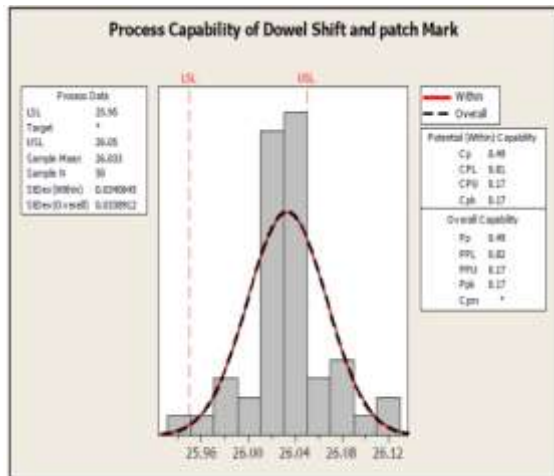 Process Capability of Dowel Shift and patch Mark
LSL
USL
Process Data
LSL 25.95
Target *
USL 26.05
Sample Mean 26.033
Sample N 50
StDev(Within)
StDev(Overall)
Within
Overall
Potential (Within) Capability
Cp 0.49
CPL 0.81
CPU 0.17
Cpk 0.17
Overall Capability
Pp 0.49
PPL 0.82
PPU 0.17
Ppk 0.17
Cpm *
25.96 26.00 26.04 26.08 26.12